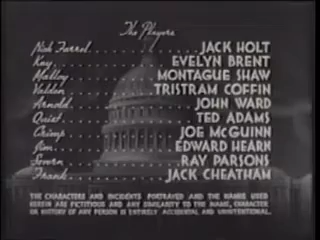 The Players
Nick Farrel..........JACK HOLT
Kay..........EVELYN BRENT
Malloy..........MONTAGUE SHAW
Valdin..........TRISTRAM COFFIN
Arnold..........JOHN WARD
Quist..........TED ADAMS
Chrisp..........JOE McGUINN
Jim..........EDWARD HEARN
Severn..........RAY PARSONS
Frank..........JACK CHEATHAM
THE CHARACTERS AND INCIDENTS PORTRAYED AND THE NAMES USED
HEREIN ARE FICTITIOUS AND ANY SIMILARITY TO THE NAME, CHARACTER
OR HISTORY OF ANY PERSON IS ENTIRELY ACCIDENTAL AND UNINTENTIONAL.